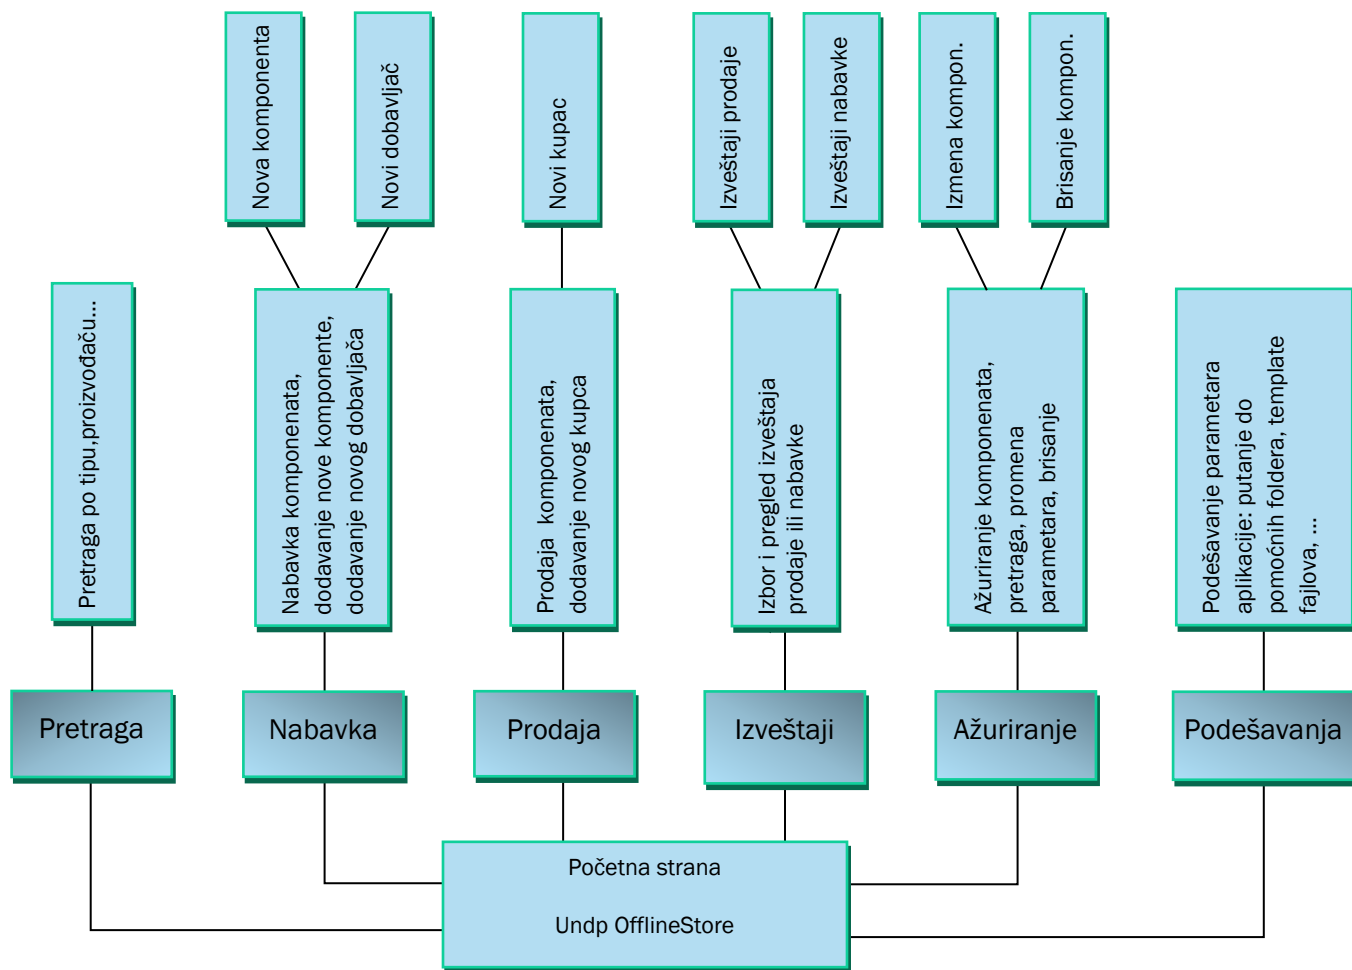 Nova komponenta
Novi dobavljač
Novi kupac
Izveštaji prodaje
Izveštaji nabavke
Izmena kompon.
Brisanje kompon.
Pretraga po tipu,proizvođaču...
Nabavka komponenata,
dodavanje nove komponente,
dodavanje novog dobavljača
Prodaja komponenata,
dodavanje novog kupca
Izbor i pregled izveštaja
prodaje ili nabavke
Ažuriranje komponenata,
pretraga, promena
parametara, brisanje
Podešavanje parametara
aplikacije: putanje do
pomoćnih foldera, template
fajlova, ...
Pretraga
Nabavka
Prodaja
Izveštaji
Ažuriranje
Podešavanja
Početna strana
Undp OfflineStore